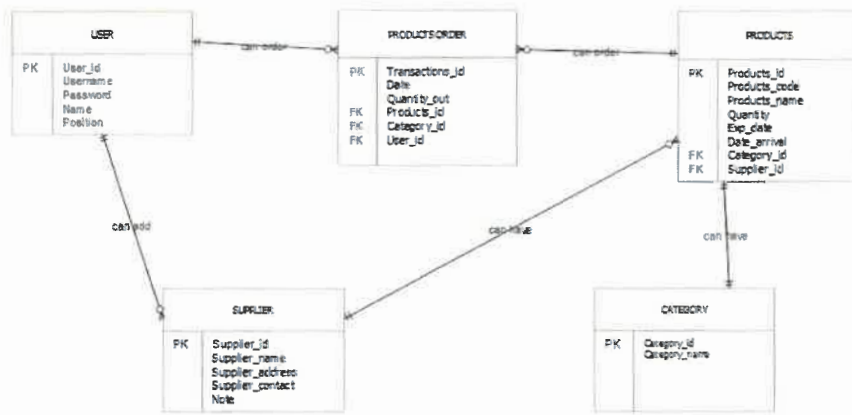 USER
PK User_id
Username
Password
Name
Position
can order
PRODUCTS ORDER
PK Transactions_id
Date
Quantity_out
FK Products_id
FK Category_id
FK User_id
can order
PRODUCTS
PK Products_id
Products_code
Products_name
Quantity
Exp_date
Date_arrival
FK Category_id
FK Supplier_id
can add
can have
can have
SUPPLIER
PK Supplier_id
Supplier_name
Supplier_address
Supplier_contact
Note
CATEGORY
PK Category_id
Category_name